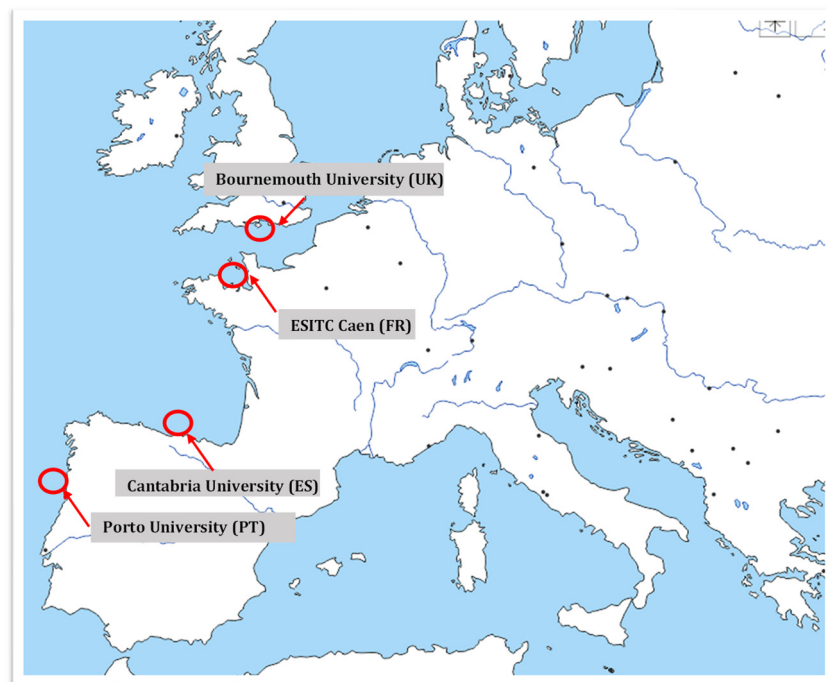 Bournemouth University (UK)
ESITC Caen (FR)
Cantabria University (ES)
Porto University (PT)